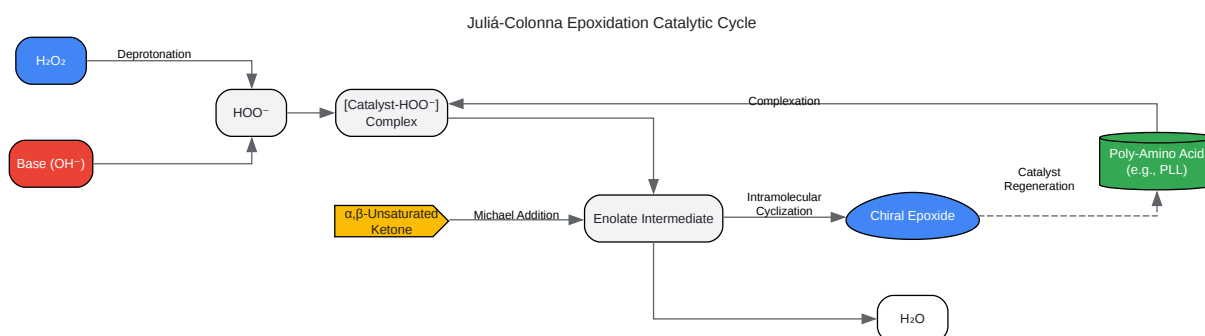 Juliá-Colonna Epoxidation Catalytic Cycle
H₂O₂
Deprotonation
HOO⁻
[Catalyst-HOO⁻]
Complex
Complexation
Base (OH⁻)
Poly-Amino Acid
(e.g., PLL)
Catalyst
Regeneration
α,β-Unsaturated
Ketone
Michael Addition
Enolate Intermediate
Intramolecular
Cyclization
Chiral Epoxide
H₂O